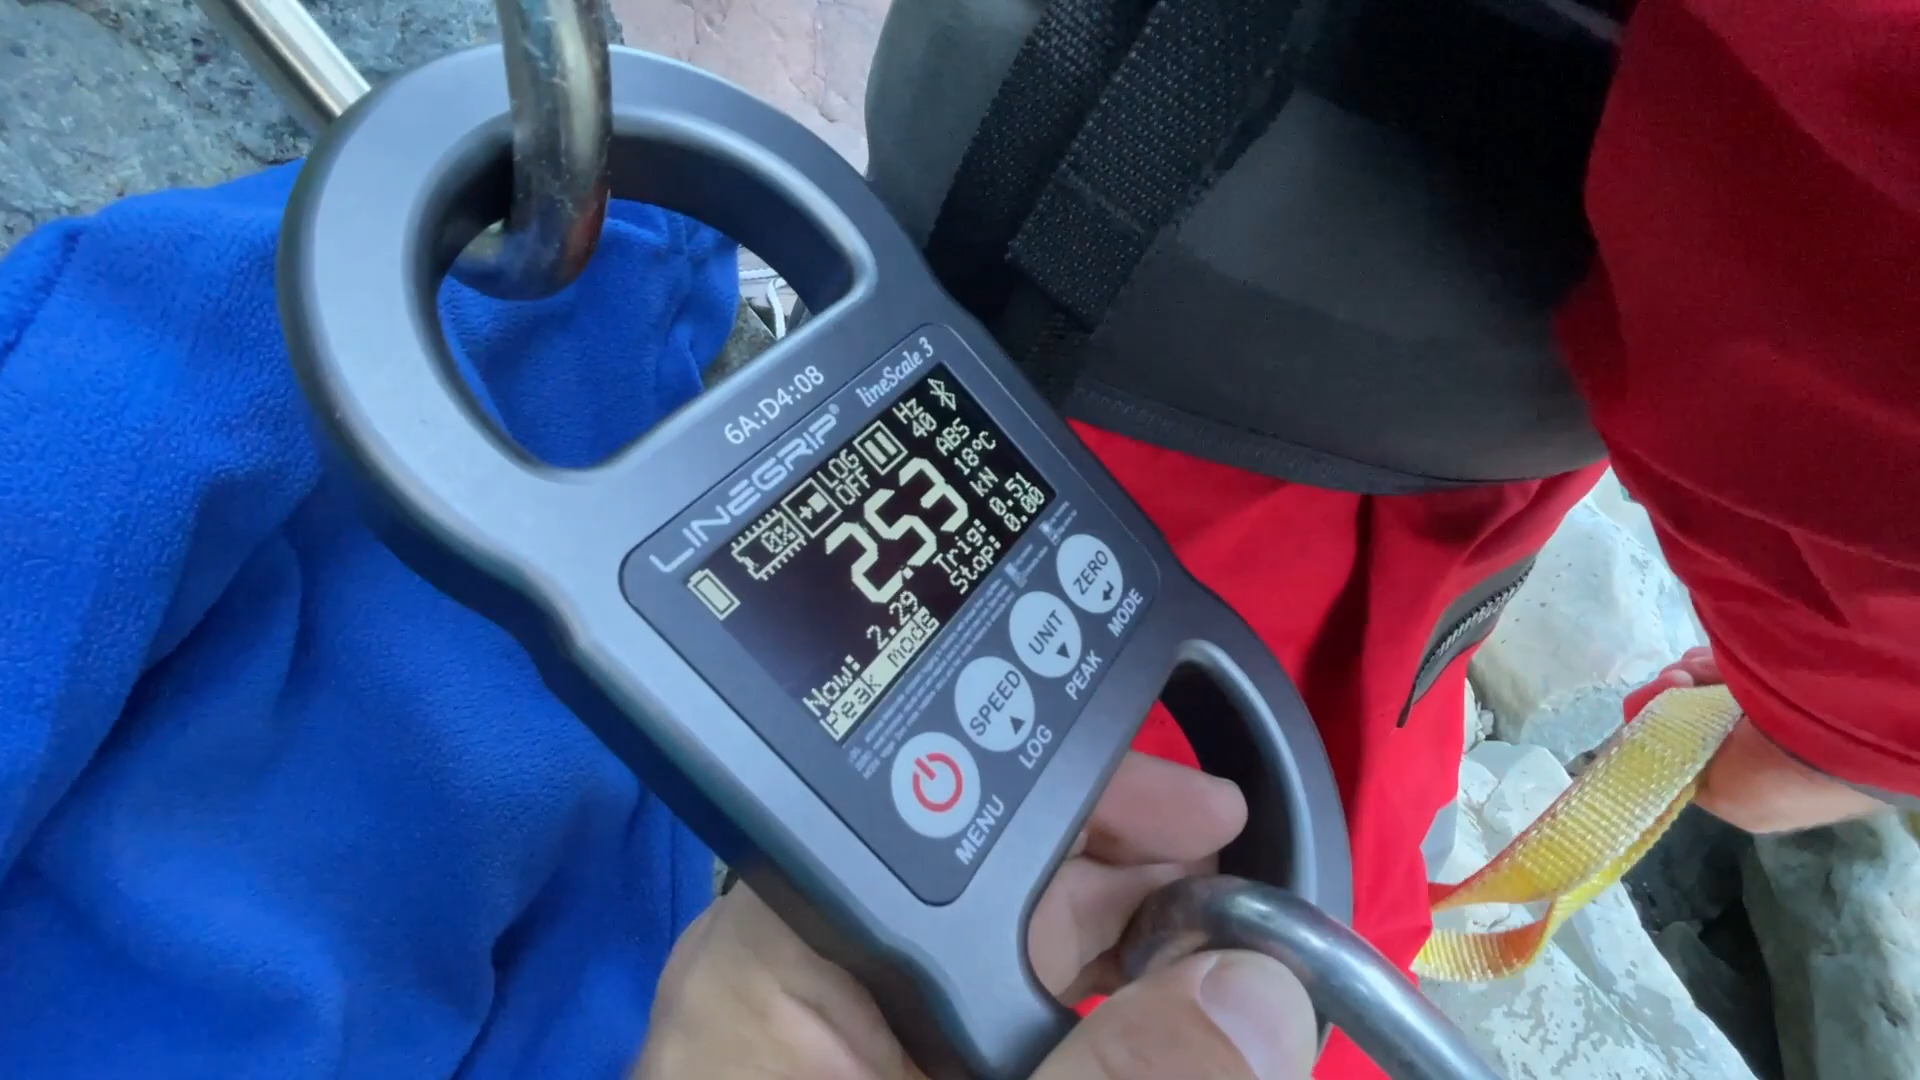 6A:D4:08
LINEGRIP®
lineScale 3
0%
LOG
OFF
Hz
40
ABS
18°C
2.53
kN
Trig: 0.51
Stop: 0.00
Now: 2.29
Peak mode
SPEED
UNIT
ZERO
MENU
LOG
PEAK
MODE